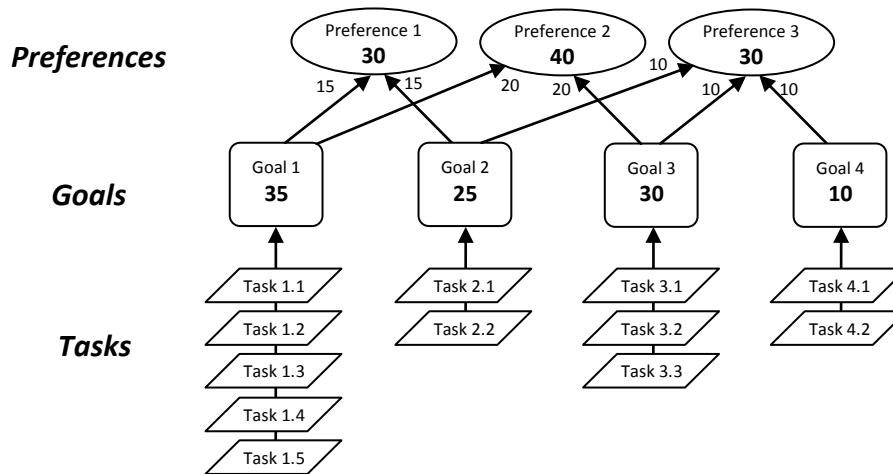 Preferences
Preference 1
30
Preference 2
40
Preference 3
30
15
15
20
20
10
10
10
Goals
Goal 1
35
Goal 2
25
Goal 3
30
Goal 4
10
Tasks
Task 1.1
Task 2.1
Task 3.1
Task 4.1
Task 1.2
Task 2.2
Task 3.2
Task 4.2
Task 1.3
Task 3.3
Task 1.4
Task 1.5